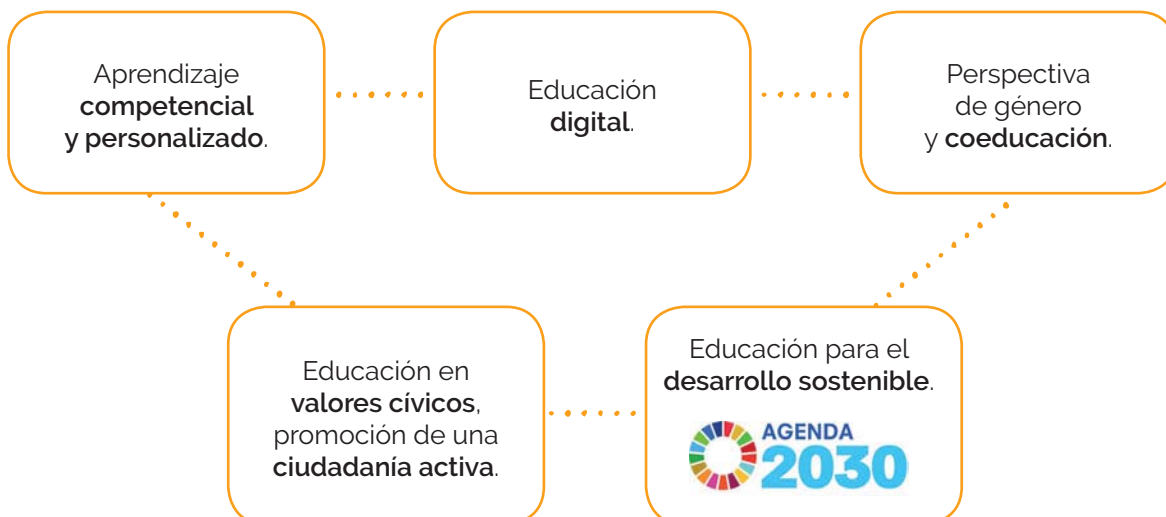 Aprendizaje
competencial
y personalizado.
Educación
digital.
Perspectiva
de género
y coeducación.
Educación en
valores cívicos,
promoción de una
ciudadanía activa.
Educación para el
desarrollo sostenible.
AGENDA
2030